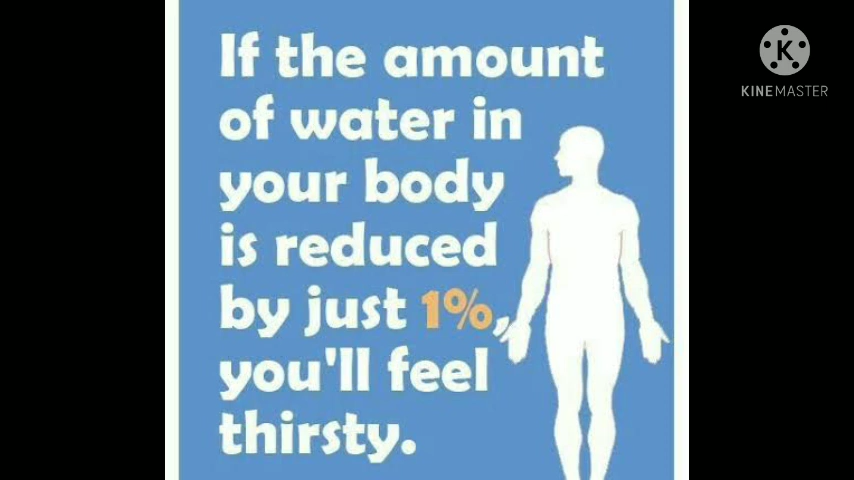 If the amount
of water in
your body
is reduced
by just 1%,
you'll feel
thirsty.
K
KINEMASTER